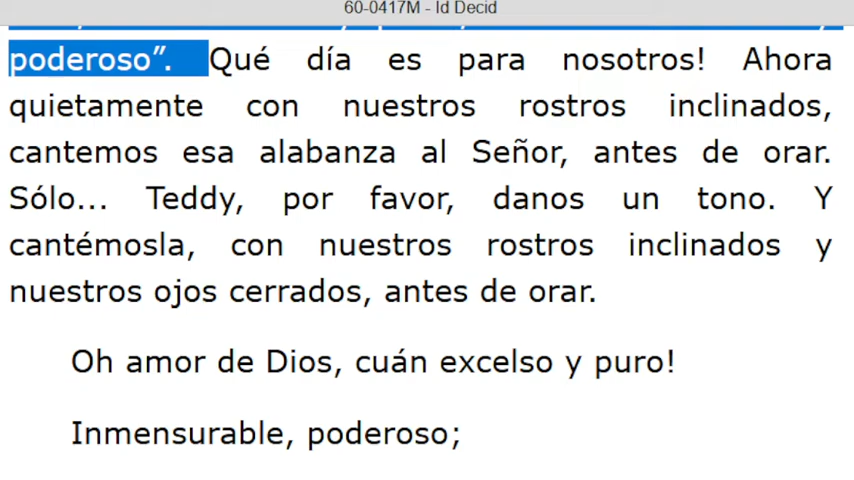 60-0417M - Id Decid
poderoso”. Qué día es para nosotros! Ahora
quietamente con nuestros rostros inclinados,
cantemos esa alabanza al Señor, antes de orar.
Sólo... Teddy, por favor, danos un tono. Y
cantémosla, con nuestros rostros inclinados y
nuestros ojos cerrados, antes de orar.
Oh amor de Dios, cuán excelso y puro!
Inmensurable, poderoso;